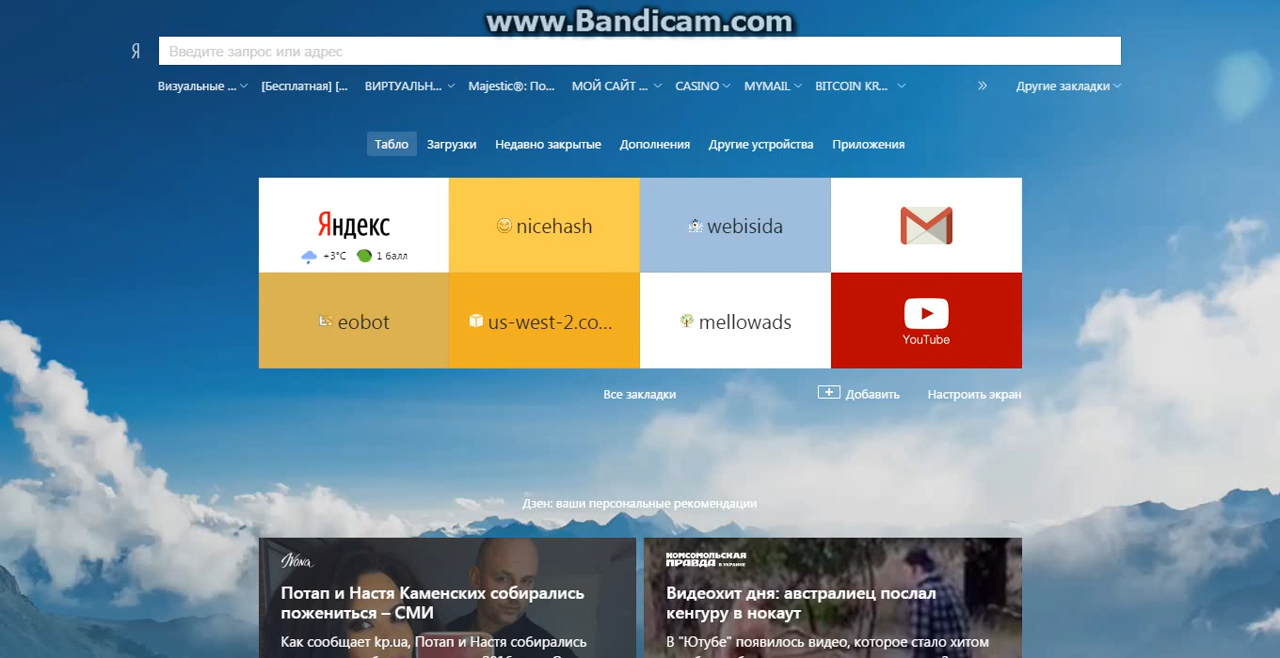 www.Bandicam.com
Я
Введите запрос или адрес
Визуальные ... [Бесплатная] [... ВИРТУАЛЬН... Majestic®: По... МОЙ САЙТ ... CASINO MYMAIL BITCOIN KR... » Другие закладки
Табло Загрузки Недавно закрытые Дополнения Другие устройства Приложения
Яндекс
+3°C 1 балл
nicehash
webisida
eobot
us-west-2.co...
mellowads
YouTube
Все закладки
Добавить
Настроить экран
Дзен: ваши персональные рекомендации
Nona
Потап и Настя Каменских собирались
пожениться – СМИ
Как сообщает kp.ua, Потап и Настя собирались
КОМСОМОЛЬСКАЯ
ПРАВДА В УКРАИНЕ
Видеохит дня: австралиец послал
кенгуру в нокаут
В "Ютубе" появилось видео, которое стало хитом